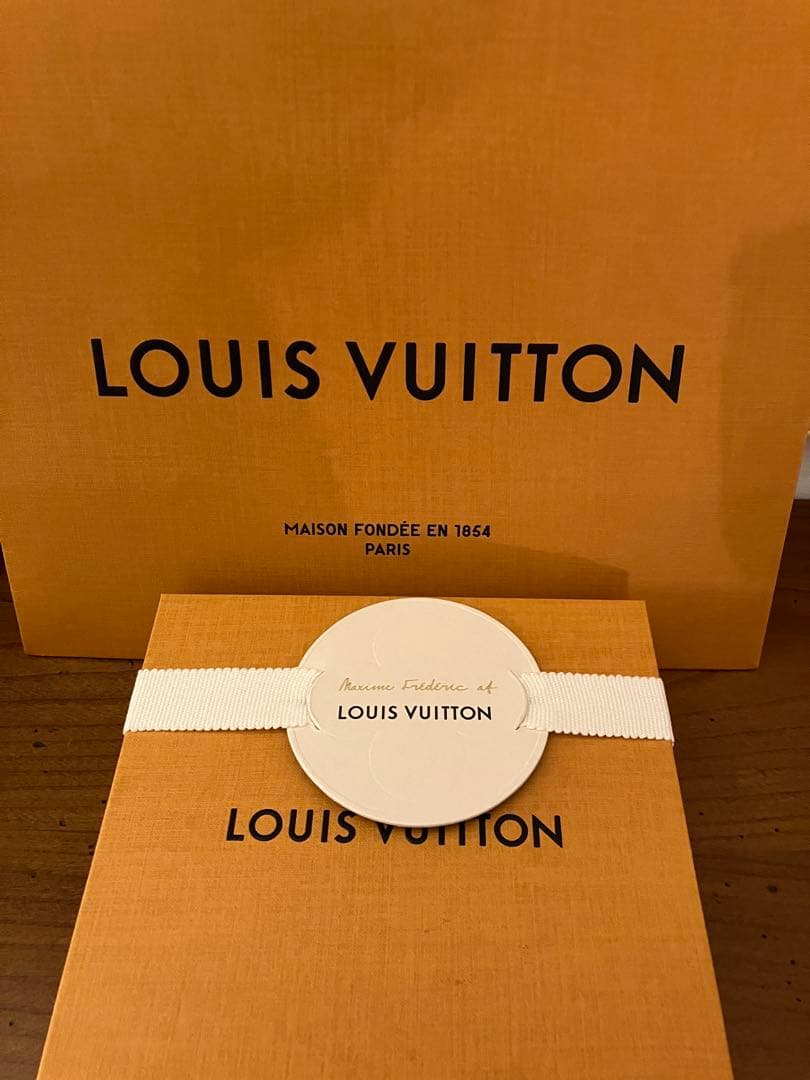 LOUIS VUITTON
MAISON FONDÉE EN 1854
PARIS
Maxime Frédéric at
LOUIS VUITTON
LOUIS VUITTON